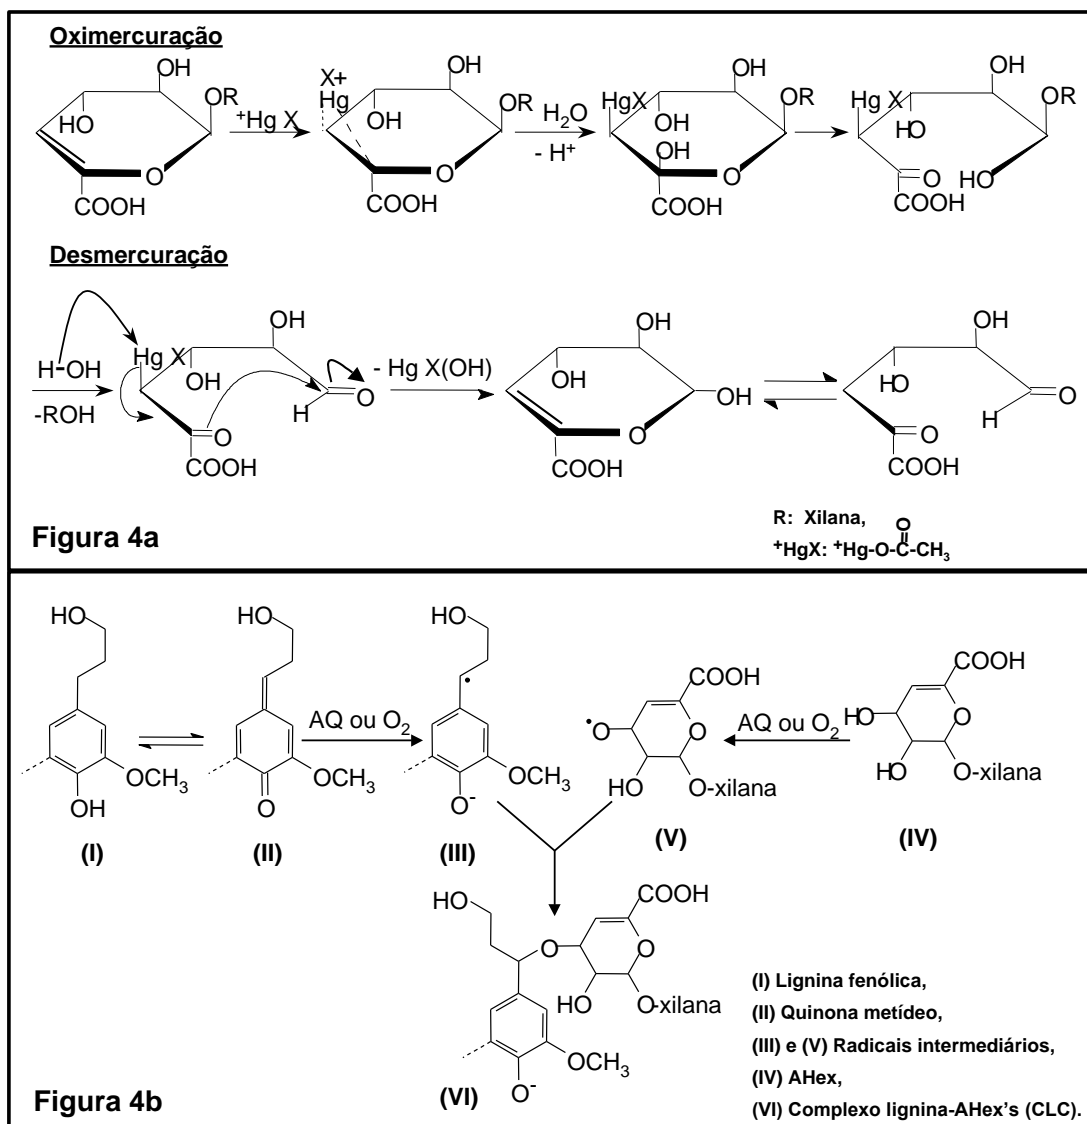 Oximercuração
OH
OR
HO
O
COOH
+Hg X
X+
Hg
OH
OR
OH
O
COOH
H2O
- H+
HgX
OH
OR
OH
OH
O
COOH
Hg X
OH
OR
HO
O
HO
COOH
Desmercuração
H-OH
-ROH
Hg X
OH
OH
H
O
O
COOH
- Hg X(OH)
OH
OH
OH
O
COOH
OH
HO
H
O
O
COOH
Figura 4a
R: Xilana,
+HgX: +Hg-O-C-CH3
O
HO
OCH3
OH
(I)
HO
OCH3
O
(II)
AQ ou O2
HO
OCH3
O-
(III)
COOH
O
O
HO
O-xilana
(V)
AQ ou O2
COOH
HO
O
HO
O-xilana
(IV)
HO
COOH
O
O
HO
O-xilana
OCH3
O-
(VI)
(I) Lignina fenólica,
(II) Quinona metídeo,
(III) e (V) Radicais intermediários,
(IV) AHex,
(VI) Complexo lignina-AHex's (CLC).
Figura 4b